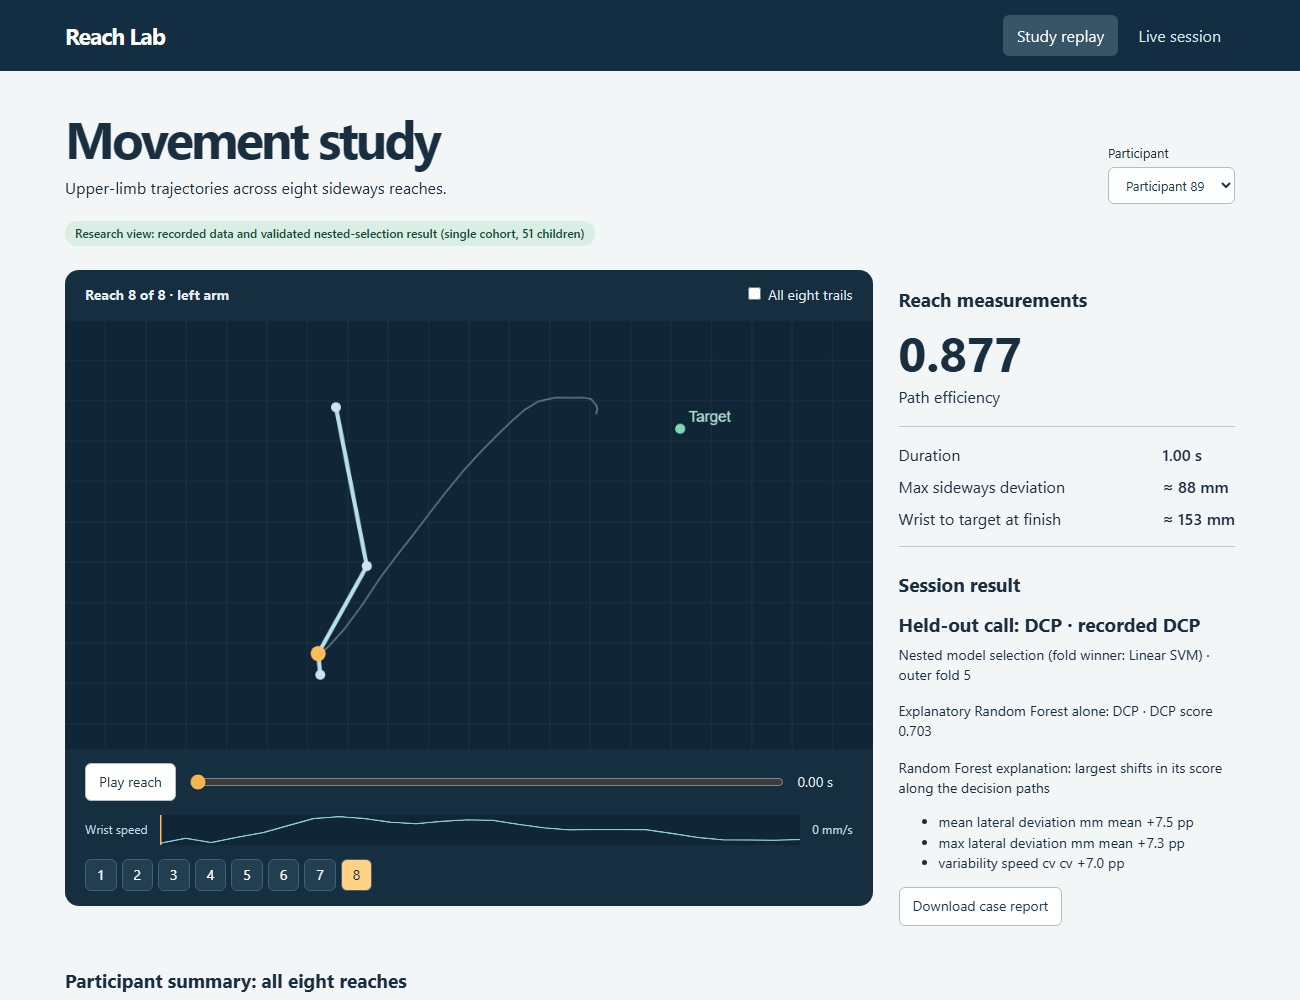 Reach Lab
Study replay
Live session
Movement study
Upper-limb trajectories across eight sideways reaches.
Participant
Participant 89
Research view: recorded data and validated nested-selection result (single cohort, 51 children)
Reach 8 of 8 · left arm
All eight trails
Target
Play reach
0.00 s
Wrist speed
0 mm/s
1 2 3 4 5 6 7 8
Reach measurements
0.877
Path efficiency
Duration 1.00 s
Max sideways deviation ≈ 88 mm
Wrist to target at finish ≈ 153 mm
Session result
Held-out call: DCP · recorded DCP
Nested model selection (fold winner: Linear SVM) ·
outer fold 5
Explanatory Random Forest alone: DCP · DCP score
0.703
Random Forest explanation: largest shifts in its score
along the decision paths
• mean lateral deviation mm mean +7.5 pp
• max lateral deviation mm mean +7.3 pp
• variability speed cv cv +7.0 pp
Download case report
Participant summary: all eight reaches